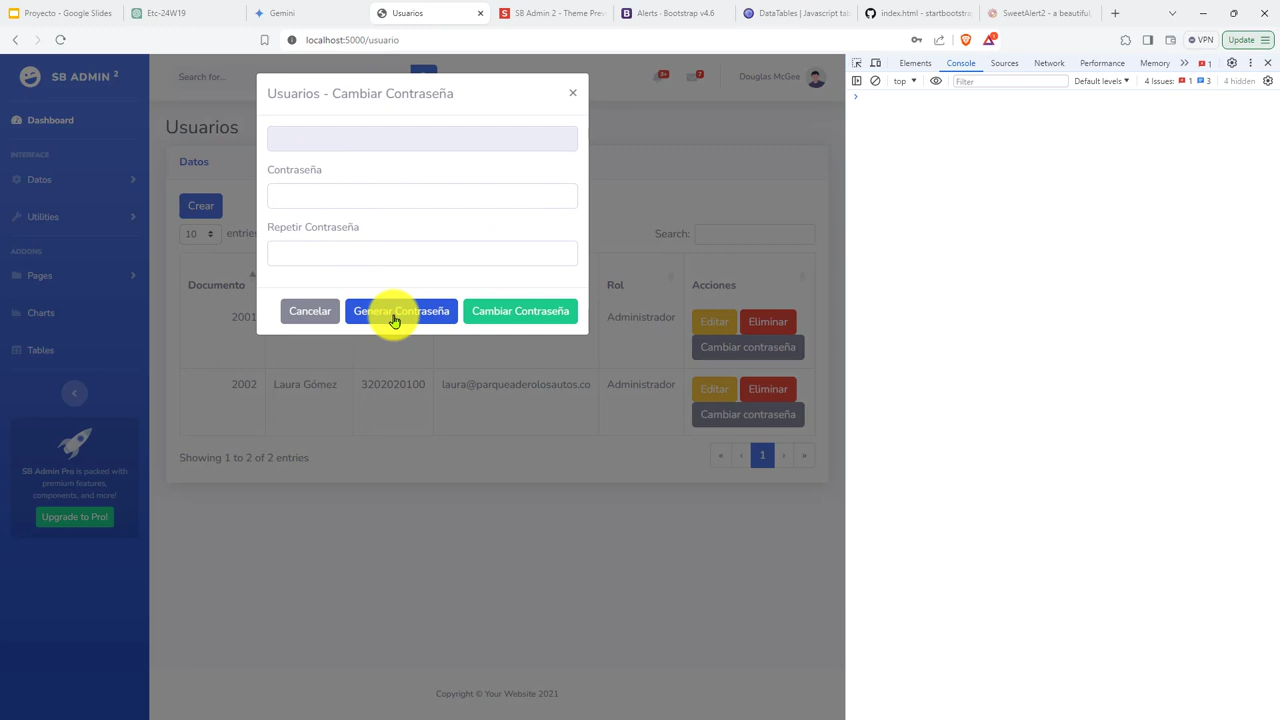 Proyecto - Google Slides
Etc-24W19
Gemini
Usuarios
SB Admin 2 - Theme Prev
Alerts · Bootstrap v4.6
DataTables | Javascript tab
index.html - startbootstra
SweetAlert2 - a beautiful,
localhost:5000/usuario
VPN
Update
SB ADMIN 2
Dashboard
INTERFACE
Datos
Utilities
ADDONS
Pages
Charts
Tables
SB Admin Pro is packed with
premium features,
components, and more!
Upgrade to Pro!
Search for...
3+
7
Douglas McGee
Usuarios
Datos
Crear
10
entries
Search:
Documento
Rol
Acciones
2001
Administrador
Editar
Eliminar
Cambiar contraseña
2002
Laura Gómez
3202020100
laura@parqueaderolosautos.co
Administrador
Editar
Eliminar
Cambiar contraseña
Showing 1 to 2 of 2 entries
« ‹ 1 › »
Copyright © Your Website 2021
Usuarios - Cambiar Contraseña
×
Contraseña
Repetir Contraseña
Cancelar
Generar Contraseña
Cambiar Contraseña
Elements
Console
Sources
Network
Performance
Memory
1
top
Filter
Default levels
4 Issues:
1
3
4 hidden